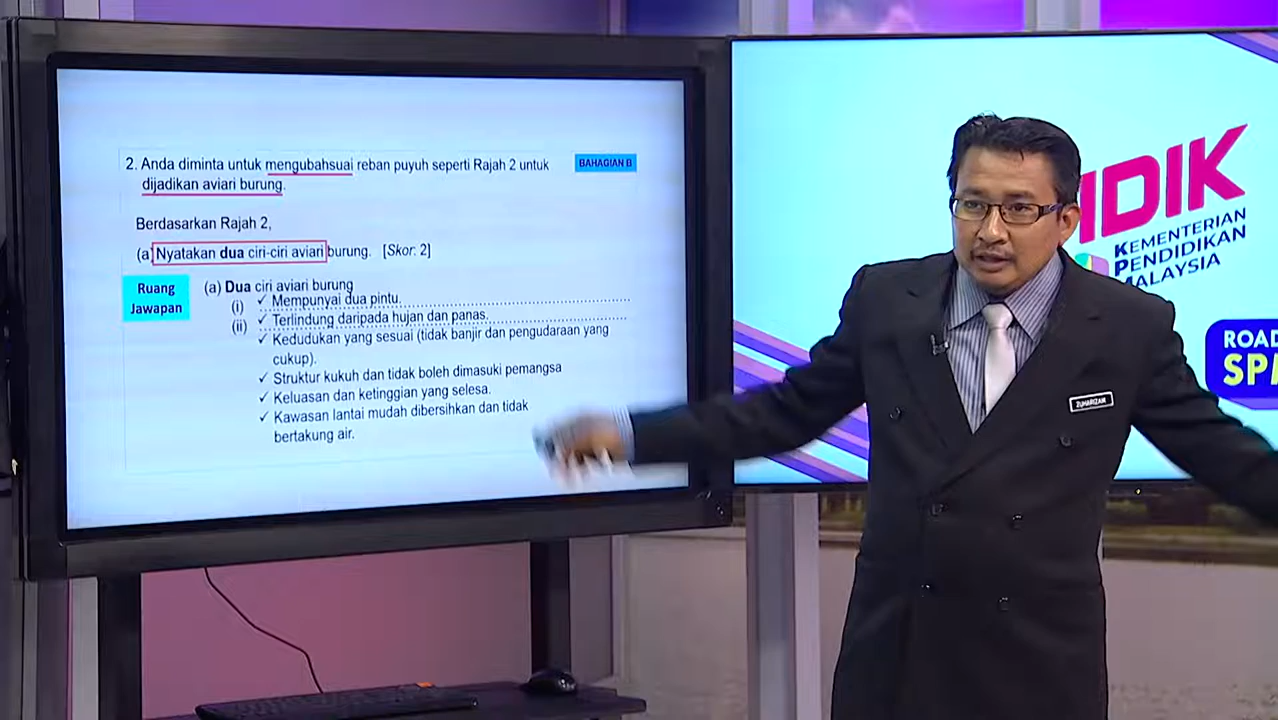 2. Anda diminta untuk mengubahsuai reban puyuh seperti Rajah 2 untuk
dijadikan aviari burung.
BAHAGIAN B
Berdasarkan Rajah 2,
(a) Nyatakan dua ciri-ciri aviari burung. [Skor: 2]
Ruang
Jawapan
(a) Dua ciri aviari burung
(i) ✓ Mempunyai dua pintu.
(ii) ✓ Terlindung daripada hujan dan panas.
✓ Kedudukan yang sesuai (tidak banjir dan pengudaraan yang
cukup).
✓ Struktur kukuh dan tidak boleh dimasuki pemangsa
✓ Keluasan dan ketinggian yang selesa.
✓ Kawasan lantai mudah dibersihkan dan tidak
bertakung air.
IDIK
KEMENTERIAN
PENDIDIKAN
MALAYSIA
ROAD
SPM
ZUHARIZAM